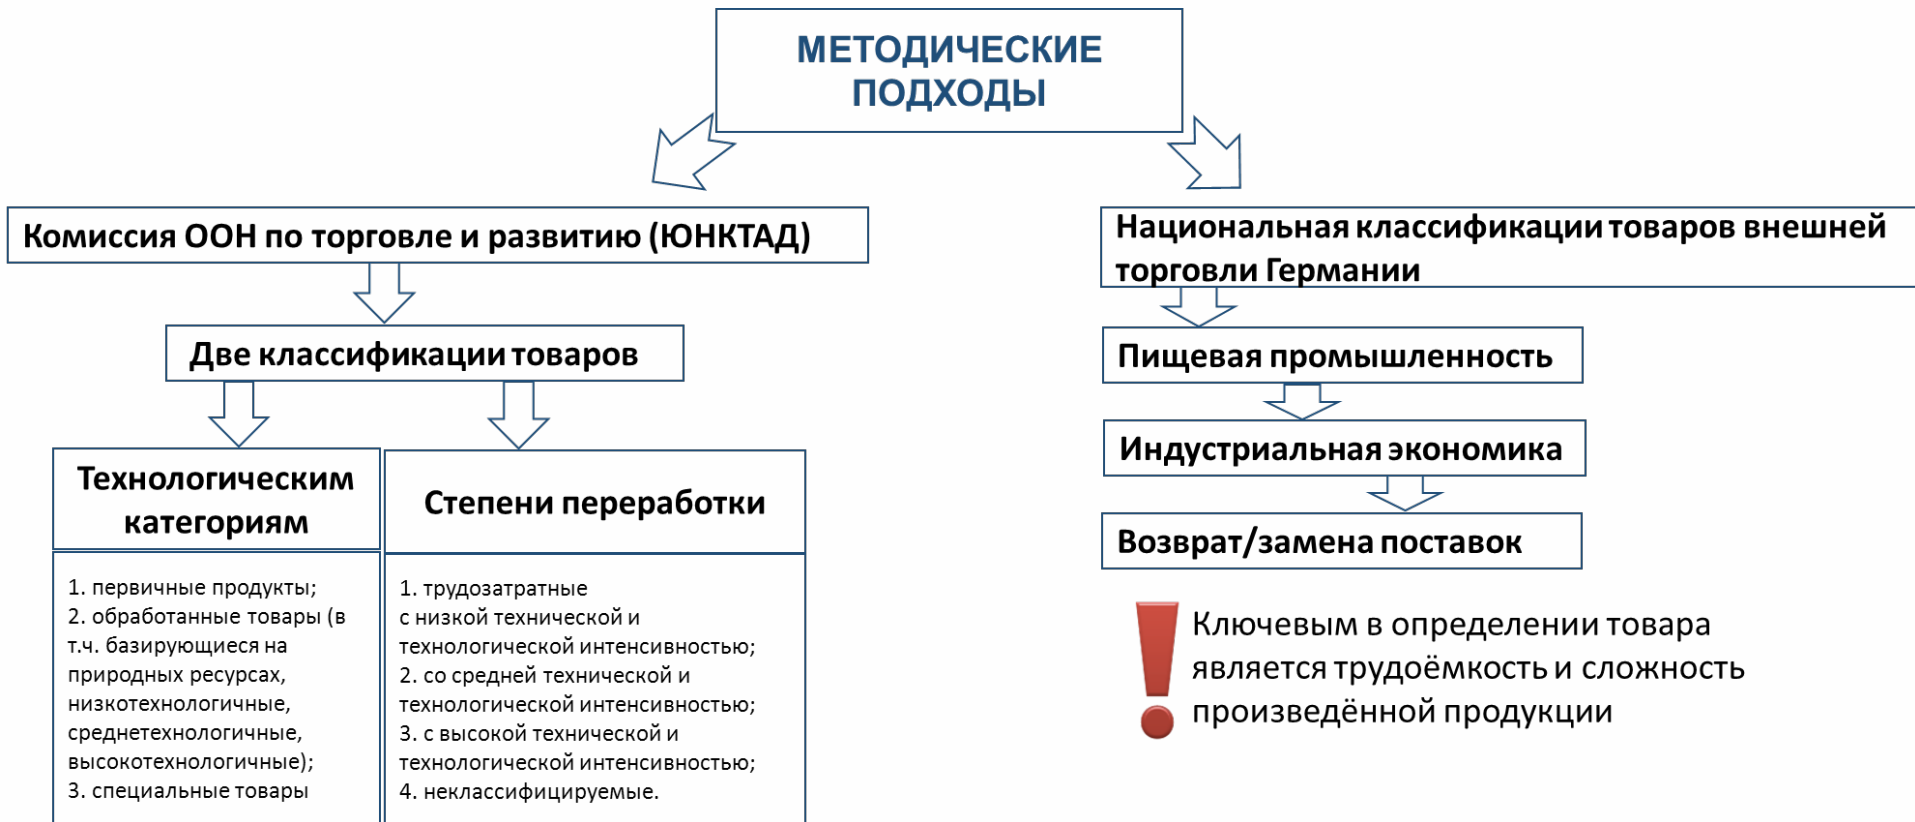 МЕТОДИЧЕСКИЕ
ПОДХОДЫ
Комиссия ООН по торговле и развитию (ЮНКТАД)
Две классификации товаров
Технологическим
категориям
1. первичные продукты;
2. обработанные товары (в
т.ч. базирующиеся на
природных ресурсах,
низкотехнологичные,
среднетехнологичные,
высокотехнологичные);
3. специальные товары
Степени переработки
1. трудозатратные
с низкой технической и
технологической интенсивностью;
2. со средней технической и
технологической интенсивностью;
3. с высокой технической и
технологической интенсивностью;
4. неклассифицируемые.
Национальная классификации товаров внешней
торговли Германии
Пищевая промышленность
Индустриальная экономика
Возврат/замена поставок
Ключевым в определении товара
является трудоёмкость и сложность
произведённой продукции